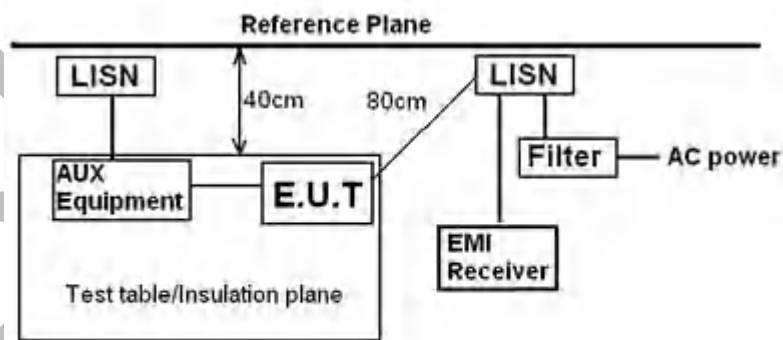 Reference Plane
LISN
40cm
80cm
LISN
Filter
AC power
AUX
Equipment
E.U.T
EMI
Receiver
Test table/Insulation plane